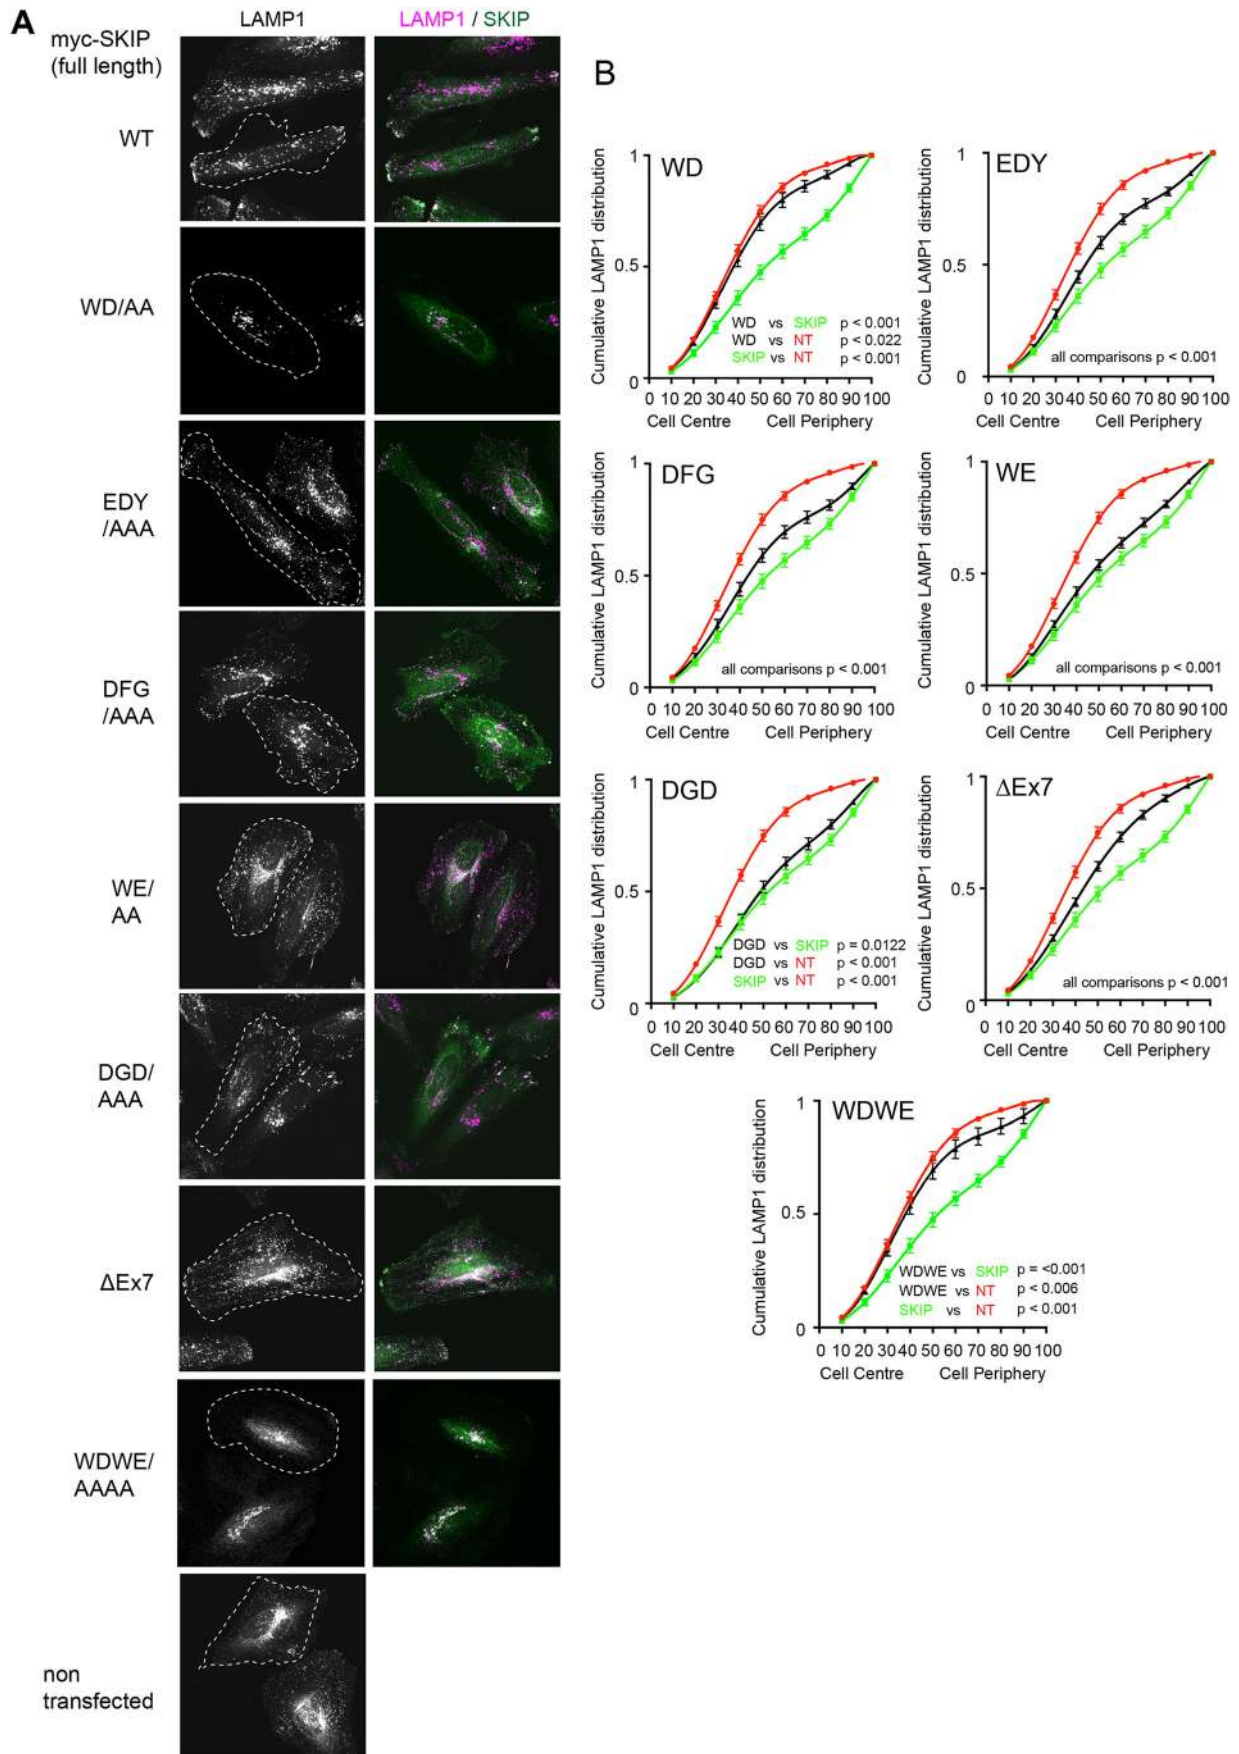 A
LAMP1
LAMP1 / SKIP
myc-SKIP
(full length)
WT
WD/AA
EDY
/AAA
DFG
/AAA
WE/
AA
DGD/
AAA
ΔEx7
WDWE/
AAAA
non
transfected
B
WD
Cumulative LAMP1 distribution
1
0.5
0
WD vs SKIP p < 0.001
WD vs NT p < 0.022
SKIP vs NT p < 0.001
0 10 20 30 40 50 60 70 80 90 100
Cell Centre Cell Periphery
EDY
Cumulative LAMP1 distribution
1
0.5
0
all comparisons p < 0.001
0 10 20 30 40 50 60 70 80 90 100
Cell Centre Cell Periphery
DFG
Cumulative LAMP1 distribution
1
0.5
0
all comparisons p < 0.001
0 10 20 30 40 50 60 70 80 90 100
Cell Centre Cell Periphery
WE
Cumulative LAMP1 distribution
1
0.5
0
all comparisons p < 0.001
0 10 20 30 40 50 60 70 80 90 100
Cell Centre Cell Periphery
DGD
Cumulative LAMP1 distribution
1
0.5
0
DGD vs SKIP p = 0.0122
DGD vs NT p < 0.001
SKIP vs NT p < 0.001
0 10 20 30 40 50 60 70 80 90 100
Cell Centre Cell Periphery
ΔEx7
Cumulative LAMP1 distribution
1
0.5
0
all comparisons p < 0.001
0 10 20 30 40 50 60 70 80 90 100
Cell Centre Cell Periphery
WDWE
Cumulative LAMP1 distribution
1
0.5
0
WDWE vs SKIP p = <0.001
WDWE vs NT p < 0.006
SKIP vs NT p < 0.001
0 10 20 30 40 50 60 70 80 90 100
Cell Centre Cell Periphery